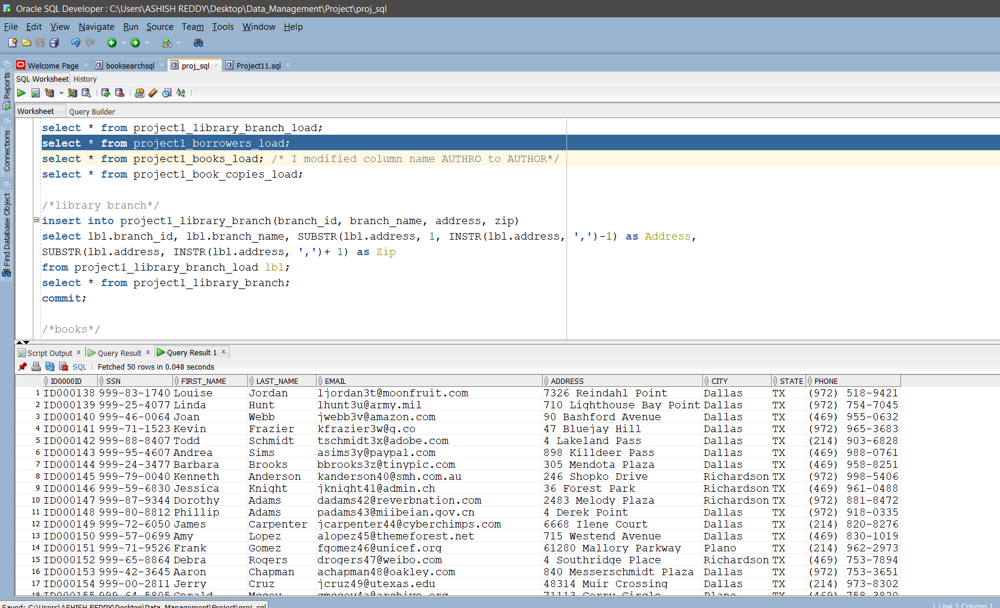 Oracle SQL Developer : C:\Users\ASHISH REDDY\Desktop\Data_Management\Project\proj_sql
File Edit View Navigate Run Source Team Tools Window Help
Welcome Page booksearchsql proj_sql Project11.sql
SQL Worksheet History
Reports
Connections
Find Database Object
Worksheet Query Builder
select * from project1_library_branch_load;
select * from project1_borrowers_load;
select * from project1_books_load; /* I modified column name AUTHRO to AUTHOR*/
select * from project1_book_copies_load;
/*library branch*/
insert into project1_library_branch(branch_id, branch_name, address, zip)
select lbl.branch_id, lbl.branch_name, SUBSTR(lbl.address, 1, INSTR(lbl.address, ',')-1) as Address,
SUBSTR(lbl.address, INSTR(lbl.address, ',')+ 1) as Zip
from project1_library_branch_load lbl;
select * from project1_library_branch;
commit;
/*books*/
Script Output Query Result Query Result 1
SQL Fetched 50 rows in 0.048 seconds
ID0000ID SSN FIRST_NAME LAST_NAME EMAIL ADDRESS CITY STATE PHONE
1 ID000138 999-83-1740 Louise Jordan ljordan3t@moonfruit.com 7326 Reindahl Point Dallas TX (972) 518-9421
2 ID000139 999-25-4077 Linda Hunt lhunt3u@army.mil 710 Lighthouse Bay Point Dallas TX (972) 754-7045
3 ID000140 999-46-0064 Joan Webb jwebb3v@amazon.com 90 Bashford Avenue Dallas TX (469) 955-0632
4 ID000141 999-71-1523 Kevin Frazier kfrazier3w@g.co 47 Bluejay Hill Dallas TX (972) 965-3683
5 ID000142 999-88-8407 Todd Schmidt tschmidt3x@adobe.com 4 Lakeland Pass Dallas TX (214) 903-6828
6 ID000143 999-95-4607 Andrea Sims asims3y@paypal.com 898 Killdeer Pass Dallas TX (469) 988-0761
7 ID000144 999-24-3477 Barbara Brooks bbrooks3z@tinypic.com 305 Mendota Plaza Dallas TX (469) 958-8251
8 ID000145 999-79-0040 Kenneth Anderson kanderson40@smh.com.au 246 Shopko Drive Richardson TX (972) 998-5406
9 ID000146 999-59-6830 Jessica Knight jknight41@admin.ch 36 Forest Park Richardson TX (469) 961-0488
10 ID000147 999-87-9344 Dorothy Adams dadams42@reverbnation.com 2483 Melody Plaza Richardson TX (972) 881-8472
11 ID000148 999-80-8812 Phillip Adams padams43@miibeian.gov.cn 4 Derek Point Dallas TX (972) 918-0335
12 ID000149 999-72-6050 James Carpenter jcarpenter44@cyberchimps.com 6668 Ilene Court Dallas TX (214) 820-8276
13 ID000150 999-57-0699 Amy Lopez alopez45@themeforest.net 715 Westend Avenue Dallas TX (469) 830-1019
14 ID000151 999-71-9526 Frank Gomez fgomez46@unicef.org 61280 Mallory Parkway Plano TX (214) 962-2973
15 ID000152 999-65-8864 Debra Rogers drogers47@weibo.com 4 Southridge Place Richardson TX (469) 753-7894
16 ID000153 999-42-3645 Aaron Chapman achapman48@oakley.com 840 Messerschmidt Plaza Dallas TX (972) 753-3651
17 ID000154 999-00-2811 Jerry Cruz jcruz49@utexas.edu 48314 Muir Crossing Dallas TX (214) 973-8302
18 ID000155 999-64-5805 Gerald Mccoy gmccoy4a@archive.org 71113 Corry Circle Plano TX (469) 758-3820
Saved: C:\Users\ASHISH REDDY\Desktop\Data_Management\Project\proj_sql
Line 3 Column 1